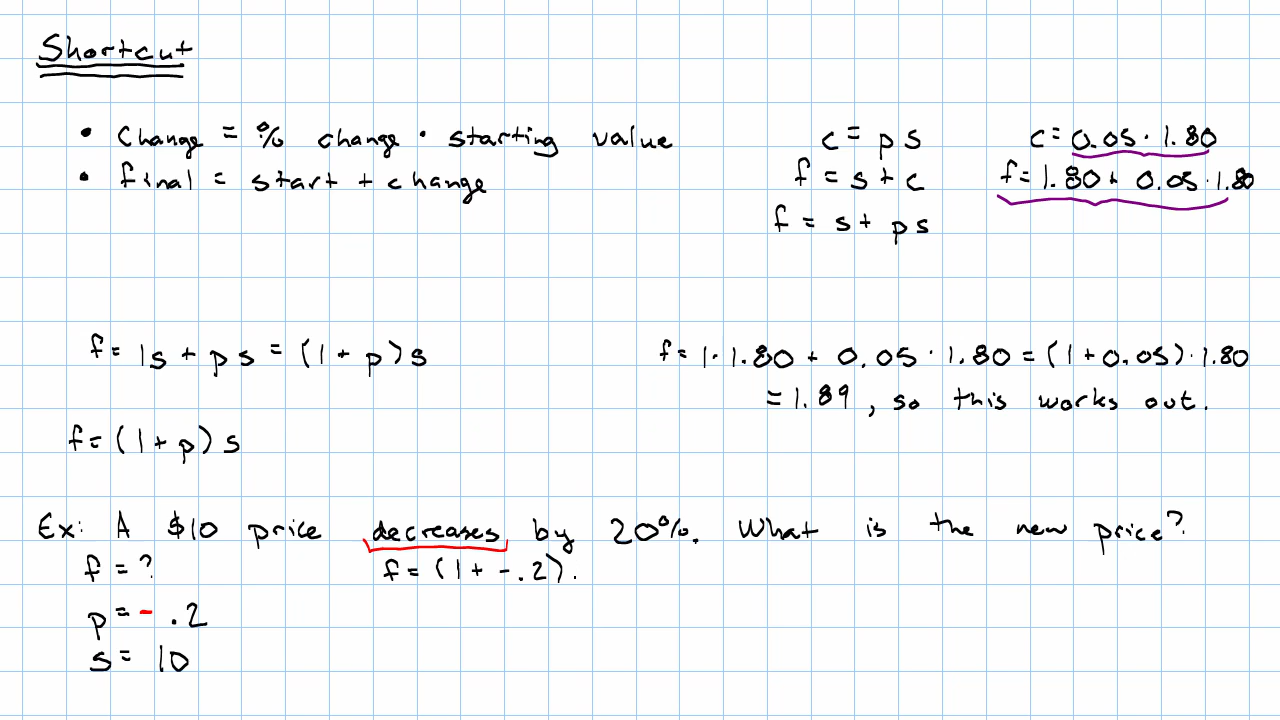 Shortcut
• Change = % change · starting value
• final = start + change
c = ps
f = s + c
f = s + ps
c = 0.05 · 1.80
f = 1.80 + 0.05 · 1.80
f = 1s + ps = (1 + p) s
f = 1 · 1.80 + 0.05 · 1.80 = (1 + 0.05) · 1.80
= 1.89, so this works out.
f = (1 + p) s
Ex: A $10 price decreases by 20%. What is the new price?
f = ?
f = (1 + -.2) .
p = - .2
s = 10